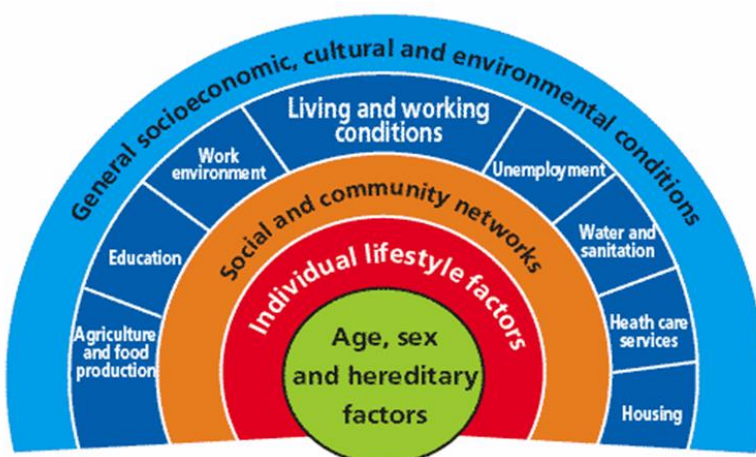 General socioeconomic, cultural and environmental conditions
Living and working
conditions
Work
environment
Unemployment
Education
Water and
sanitation
Agriculture
and food
production
Heath care
services
Housing
Social and community networks
Individual lifestyle factors
Age, sex
and hereditary
factors